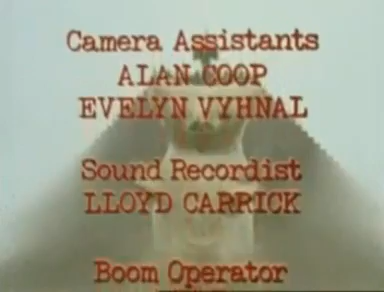 Camera Assistants
ALAN COOP
EVELYN VYHNAL
Sound Recordist
LLOYD CARRICK
Boom Operator